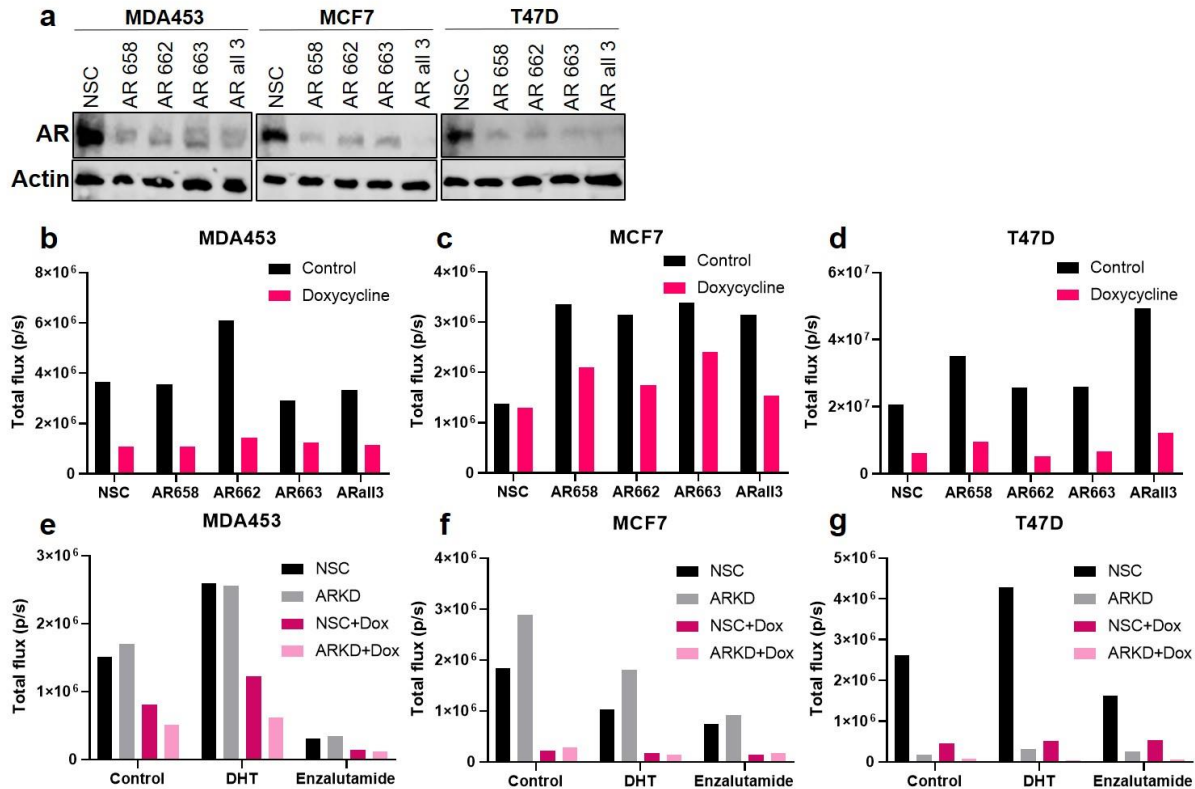 a
MDA453 MCF7 T47D
NSC AR 658 AR 662 AR 663 AR all 3 NSC AR 658 AR 662 AR 663 AR all 3 NSC AR 658 AR 662 AR 663 AR all 3
AR
Actin
b
MDA453
Total flux (p/s)
8×10⁶
6×10⁶
4×10⁶
2×10⁶
0
Control
Doxycycline
NSC AR658 AR662 AR663 ARall3
c
MCF7
Total flux (p/s)
4×10⁶
3×10⁶
2×10⁶
1×10⁶
0
Control
Doxycycline
NSC AR658 AR662 AR663 ARall3
d
T47D
Total flux (p/s)
6×10⁷
4×10⁷
2×10⁷
0
Control
Doxycycline
NSC AR658 AR662 AR663 ARall3
e
MDA453
Total flux (p/s)
3×10⁶
2×10⁶
1×10⁶
0
NSC
ARKD
NSC+Dox
ARKD+Dox
Control DHT Enzalutamide
f
MCF7
Total flux (p/s)
4×10⁶
3×10⁶
2×10⁶
1×10⁶
0
NSC
ARKD
NSC+Dox
ARKD+Dox
Control DHT Enzalutamide
g
T47D
Total flux (p/s)
5×10⁶
4×10⁶
3×10⁶
2×10⁶
1×10⁶
0
NSC
ARKD
NSC+Dox
ARKD+Dox
Control DHT Enzalutamide